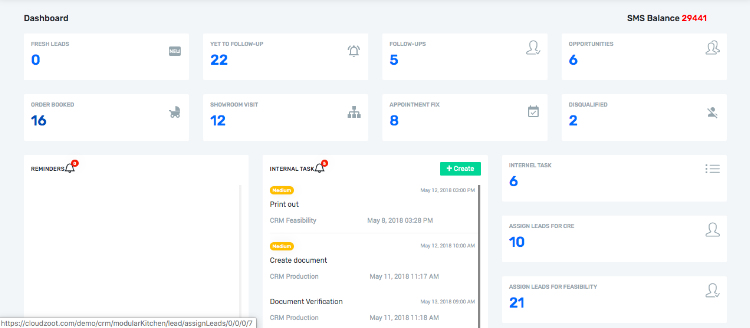 Dashboard
SMS Balance 29441
FRESH LEADS
0
NEW
YET TO FOLLOW-UP
22
FOLLOW-UPS
5
OPPORTUNITIES
6
ORDER BOOKED
16
SHOWROOM VISIT
12
APPOINTMENT FIX
8
DISQUALIFIED
2
REMINDERS
INTERNAL TASK
+ Create
Medium
May 12, 2018 03:00 PM
Print out
CRM Feasibility
May 8, 2018 03:28 PM
Medium
May 12, 2018 10:00 AM
Create document
CRM Production
May 11, 2018 11:17 AM
Document Verification
May 13, 2018 09:00 AM
CRM Production
May 11, 2018 11:18 AM
INTERNEL TASK
6
ASSIGN LEADS FOR CRE
10
ASSIGN LEADS FOR FEASIBILITY
21
https://cloudzoot.com/demo/crm/modularKitchen/lead/assignLeads/0/0/0/7